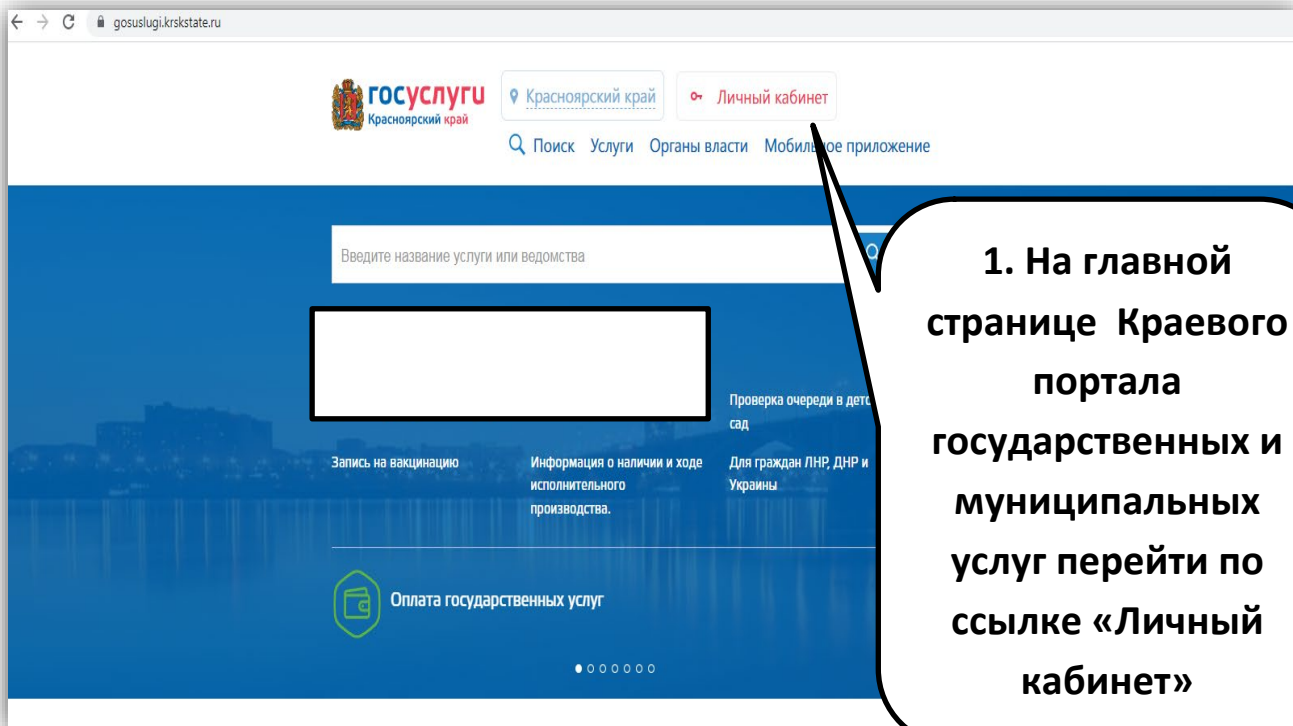 gosuslugi.krskstate.ru
госуслуги
Красноярский край
Красноярский край
Личный кабинет
Поиск Услуги Органы власти Мобильное приложение
Введите название услуги или ведомства
Проверка очереди в
сад
Запись на вакцинацию
Информация о наличии и ходе
исполнительного
производства.
Для граждан ЛНР, ДНР и
Украины
Оплата государственных услуг
1. На главной
странице Краевого
портала
государственных и
муниципальных
услуг перейти по
ссылке «Личный
кабинет»